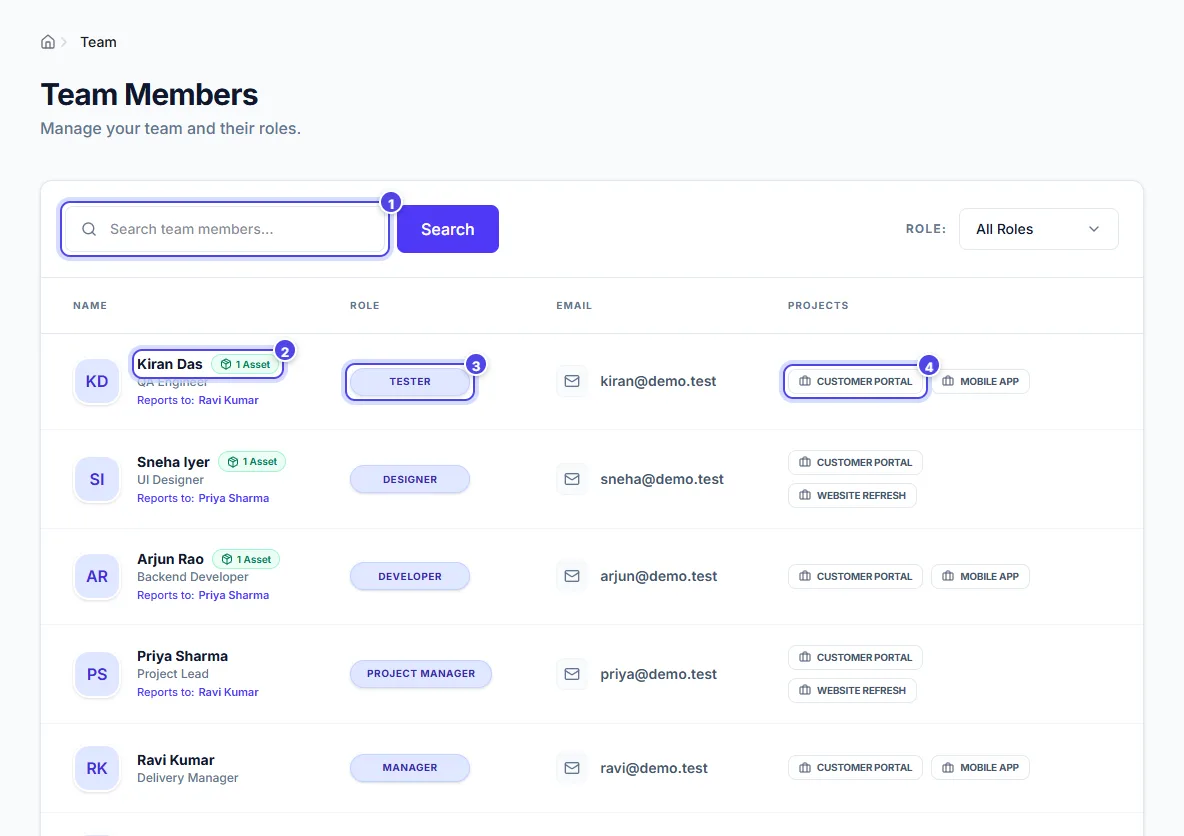 Team
Team Members
Manage your team and their roles.
1
Search team members...
Search
ROLE:
All Roles
NAME ROLE EMAIL PROJECTS
KD
Kiran Das
1 Asset
2
QA Engineer
Reports to: Ravi Kumar
TESTER
3
kiran@demo.test
CUSTOMER PORTAL
4
MOBILE APP
SI
Sneha Iyer
1 Asset
UI Designer
Reports to: Priya Sharma
DESIGNER
sneha@demo.test
CUSTOMER PORTAL
WEBSITE REFRESH
AR
Arjun Rao
1 Asset
Backend Developer
Reports to: Priya Sharma
DEVELOPER
arjun@demo.test
CUSTOMER PORTAL
MOBILE APP
PS
Priya Sharma
Project Lead
Reports to: Ravi Kumar
PROJECT MANAGER
priya@demo.test
CUSTOMER PORTAL
WEBSITE REFRESH
RK
Ravi Kumar
Delivery Manager
MANAGER
ravi@demo.test
CUSTOMER PORTAL
MOBILE APP